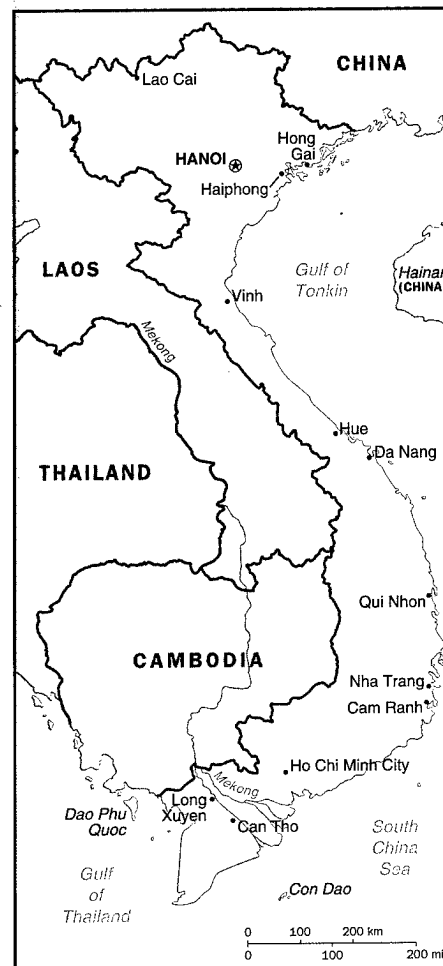 CHINA
Lao Cai
Hong
Gai
HANOI
Haiphong
LAOS
Gulf of
Tonkin
Hainan
(CHINA
Vinh
Mekong
Hue
Da Nang
THAILAND
Qui Nhon
CAMBODIA
Nha Trang
Cam Ranh
Ho Chi Minh City
Mekong
Long
Xuyen
Dao Phu
Quoc
Can Tho
South
China
Sea
Gulf
of
Thailand
Con Dao
0 100 200 km
0 100 200 mi